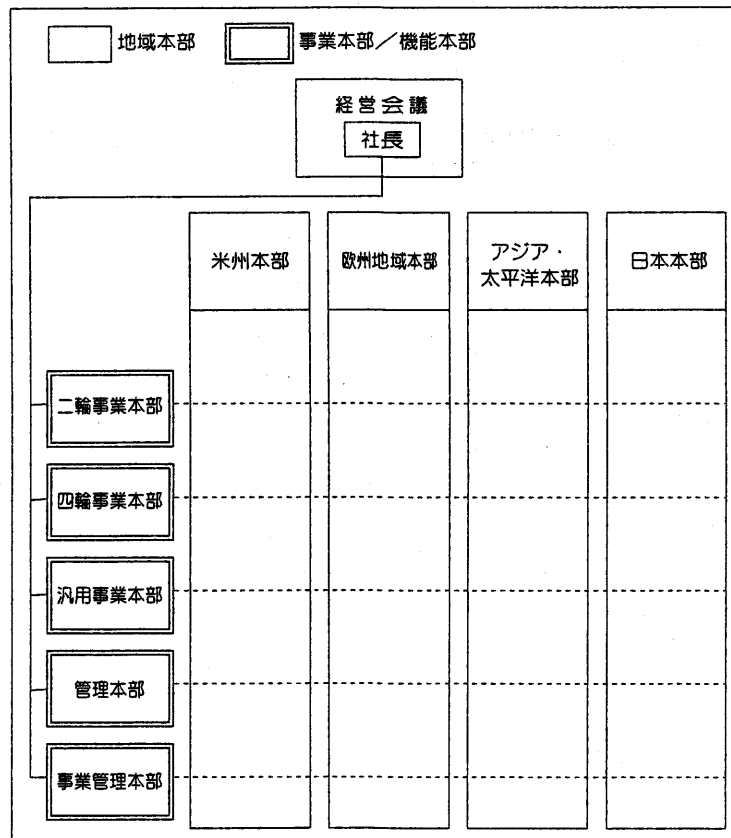 地域本部
事業本部／機能本部
経営会議
社長
米州本部
欧州地域本部
アジア・
太平洋本部
日本本部
二輪事業本部
四輪事業本部
汎用事業本部
管理本部
事業管理本部